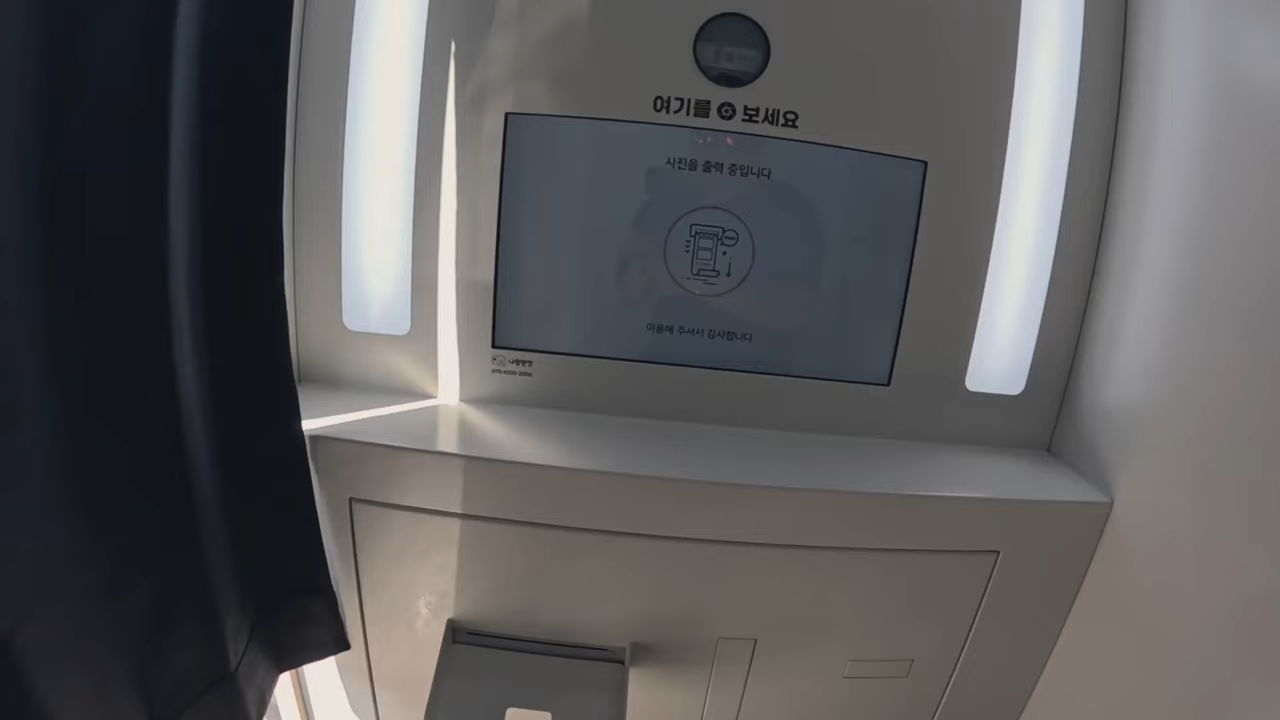 여기를 보세요
사진을 출력 중입니다
이용해 주셔서 감사합니다